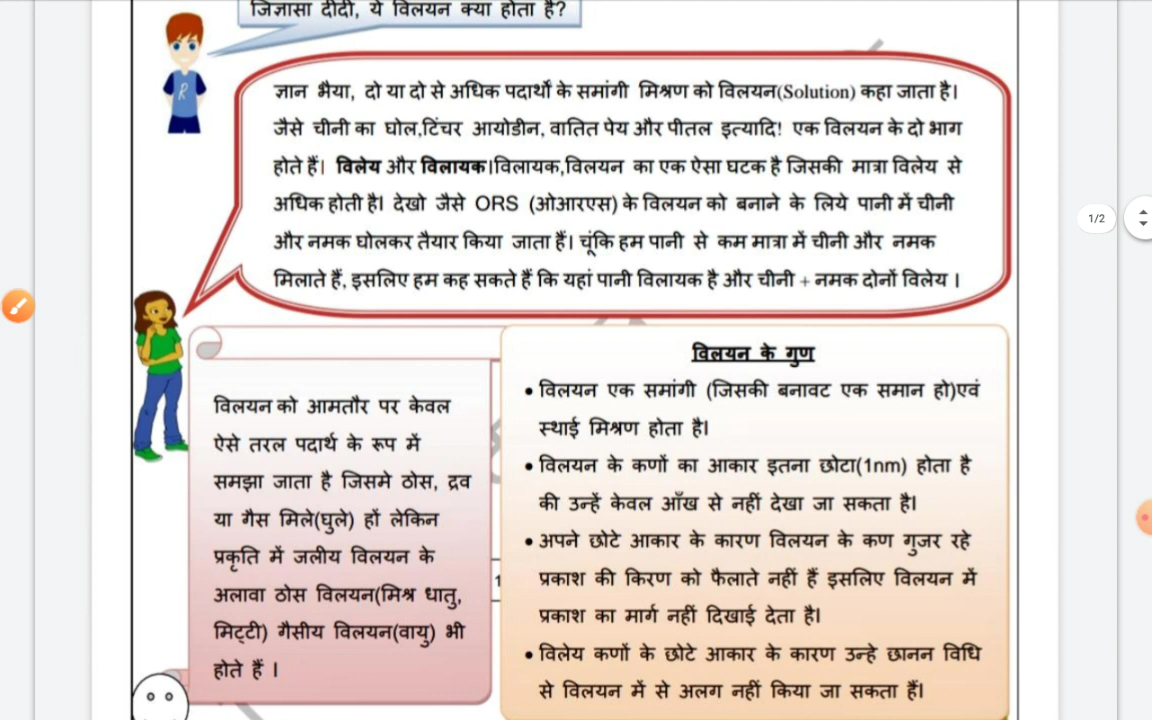 जिज्ञासा दीदी, ये विलयन क्या होता है?
R
ज्ञान भैया, दो या दो से अधिक पदार्थों के समांगी मिश्रण को विलयन(Solution) कहा जाता है।
जैसे चीनी का घोल,टिंचर आयोडीन, वातित पेय और पीतल इत्यादि! एक विलयन के दो भाग
होते हैं। विलेय और विलायक।विलायक,विलयन का एक ऐसा घटक है जिसकी मात्रा विलेय से
अधिक होती है। देखो जैसे ORS (ओआरएस) के विलयन को बनाने के लिये पानी में चीनी
और नमक घोलकर तैयार किया जाता हैं। चूंकि हम पानी से कम मात्रा में चीनी और नमक
मिलाते हैं, इसलिए हम कह सकते हैं कि यहां पानी विलायक है और चीनी + नमक दोनों विलेय ।
1/2
विलयन को आमतौर पर केवल
ऐसे तरल पदार्थ के रूप में
समझा जाता है जिसमे ठोस, द्रव
या गैस मिले(घुले) हों लेकिन
प्रकृति में जलीय विलयन के
अलावा ठोस विलयन(मिश्र धातु,
मिट्टी) गैसीय विलयन(वायु) भी
होते हैं ।
1
विलयन के गुण
• विलयन एक समांगी (जिसकी बनावट एक समान हो)एवं
स्थाई मिश्रण होता है।
• विलयन के कणों का आकार इतना छोटा(1nm) होता है
की उन्हें केवल आँख से नहीं देखा जा सकता है।
• अपने छोटे आकार के कारण विलयन के कण गुजर रहे
प्रकाश की किरण को फैलाते नहीं हैं इसलिए विलयन में
प्रकाश का मार्ग नहीं दिखाई देता है।
• विलेय कणों के छोटे आकार के कारण उन्हे छानन विधि
से विलयन में से अलग नहीं किया जा सकता हैं।